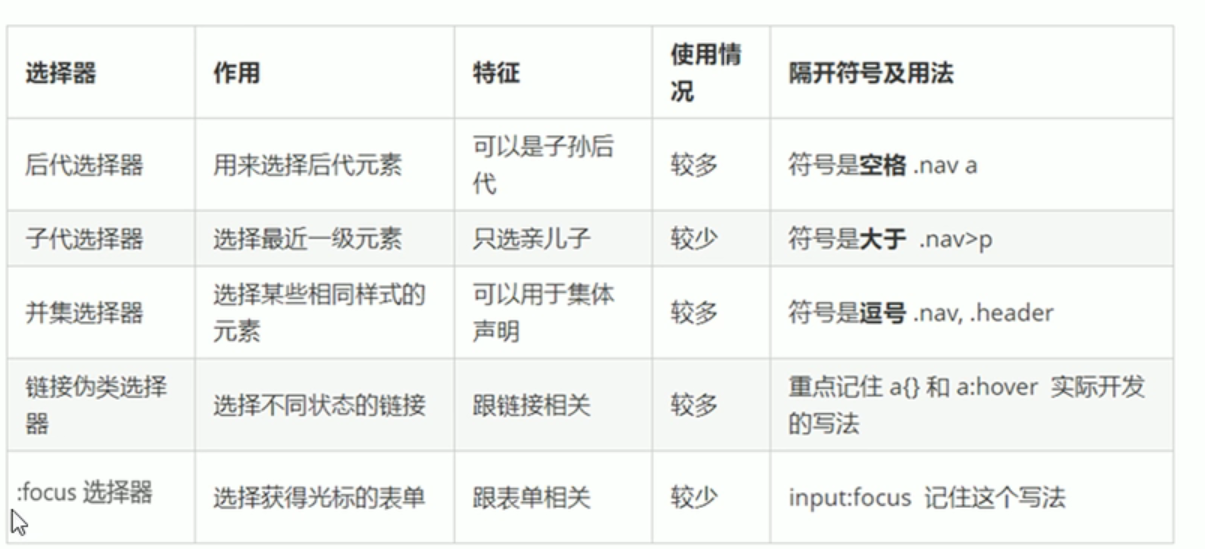 选择器 作用 特征 使用情况 隔开符号及用法
后代选择器 用来选择后代元素 可以是子孙后代 较多 符号是空格 .nav a
子代选择器 选择最近一级元素 只选亲儿子 较少 符号是大于 .nav>p
并集选择器 选择某些相同样式的元素 可以用于集体声明 较多 符号是逗号 .nav, .header
链接伪类选择器 选择不同状态的链接 跟链接相关 较多 重点记住 a{} 和 a:hover 实际开发的写法
:focus 选择器 选择获得光标的表单 跟表单相关 较少 input:focus 记住这个写法